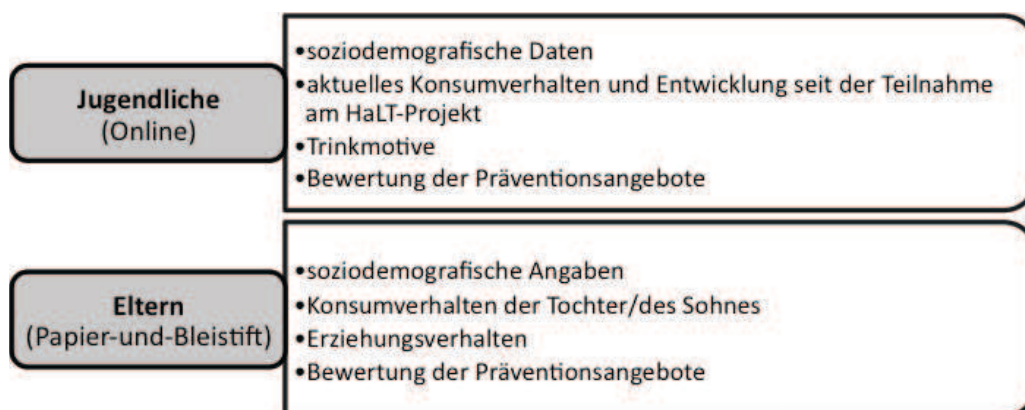 Jugendliche
(Online)
•soziodemografische Daten
•aktuelles Konsumverhalten und Entwicklung seit der Teilnahme
am HaLT-Projekt
•Trinkmotive
•Bewertung der Präventionsangebote
Eltern
(Papier-und-Bleistift)
•soziodemografische Angaben
•Konsumverhalten der Tochter/des Sohnes
•Erziehungsverhalten
•Bewertung der Präventionsangebote